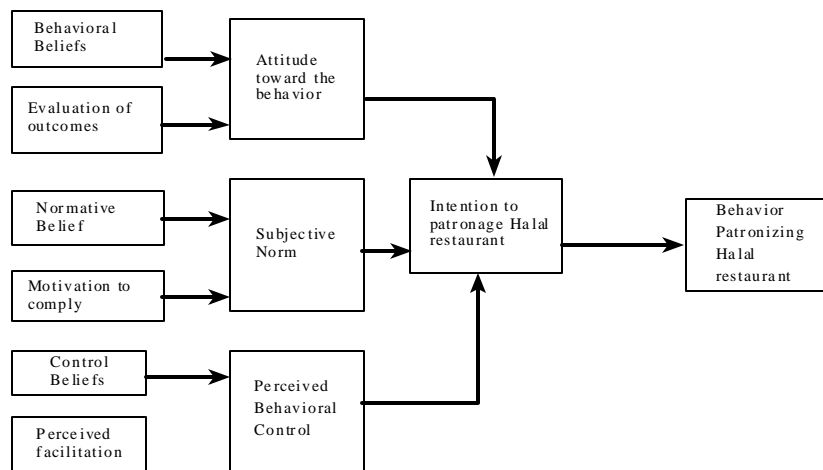 Behavioral
Beliefs
Evaluation of
outcomes
Attitude
toward the
behavior
Normative
Belief
Motivation to
comply
Subjective
Norm
Control
Beliefs
Perceived
facilitation
Perceived
Behavioral
Control
Intention to
patronage Halal
restaurant
Behavior
Patronizing
Halal
restaurant